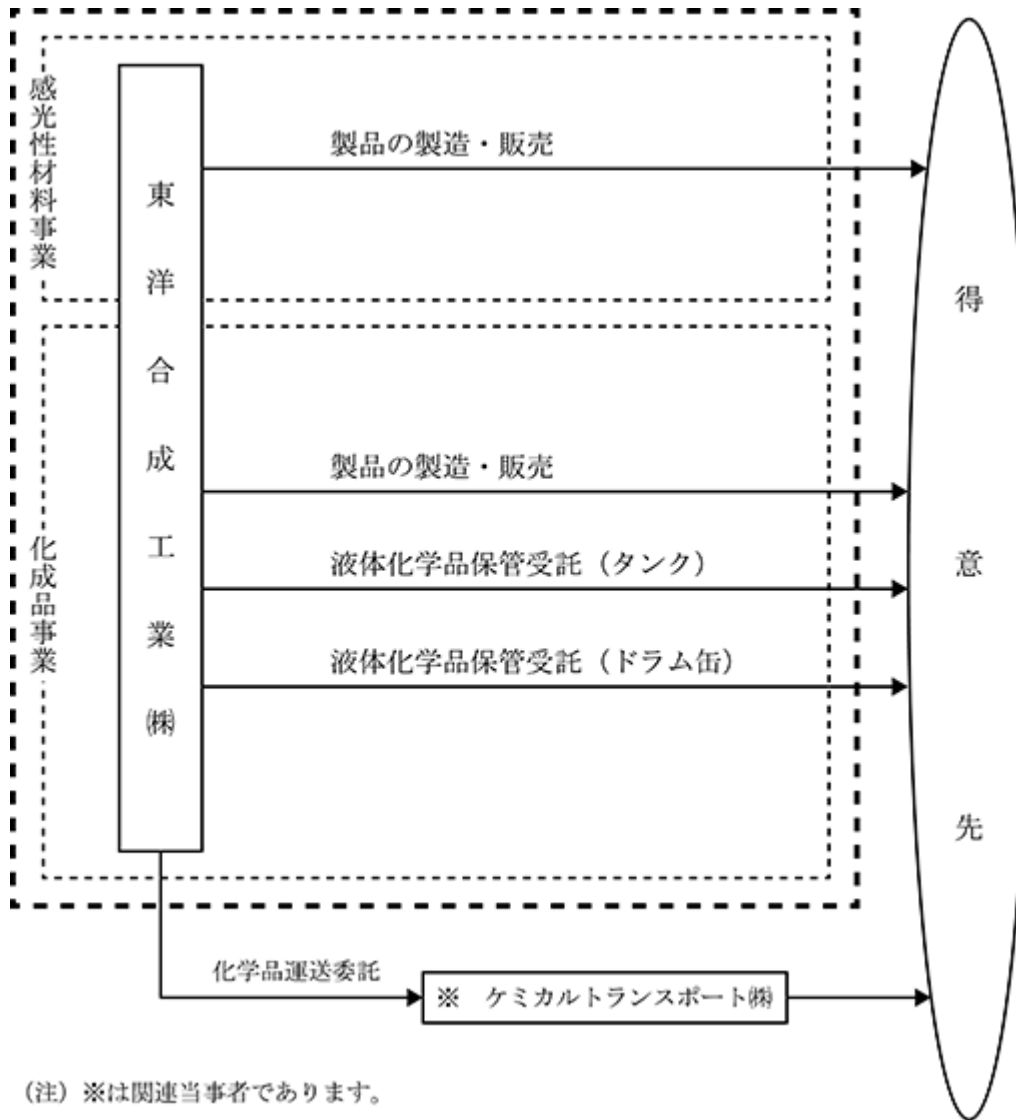 感光性材料事業
東洋合成工業㈱
製品の製造・販売
得意先
化成品事業
製品の製造・販売
液体化学品保管受託（タンク）
液体化学品保管受託（ドラム缶）
化学品運送委託
※　ケミカルトランスポート㈱
（注）※は関連当事者であります。